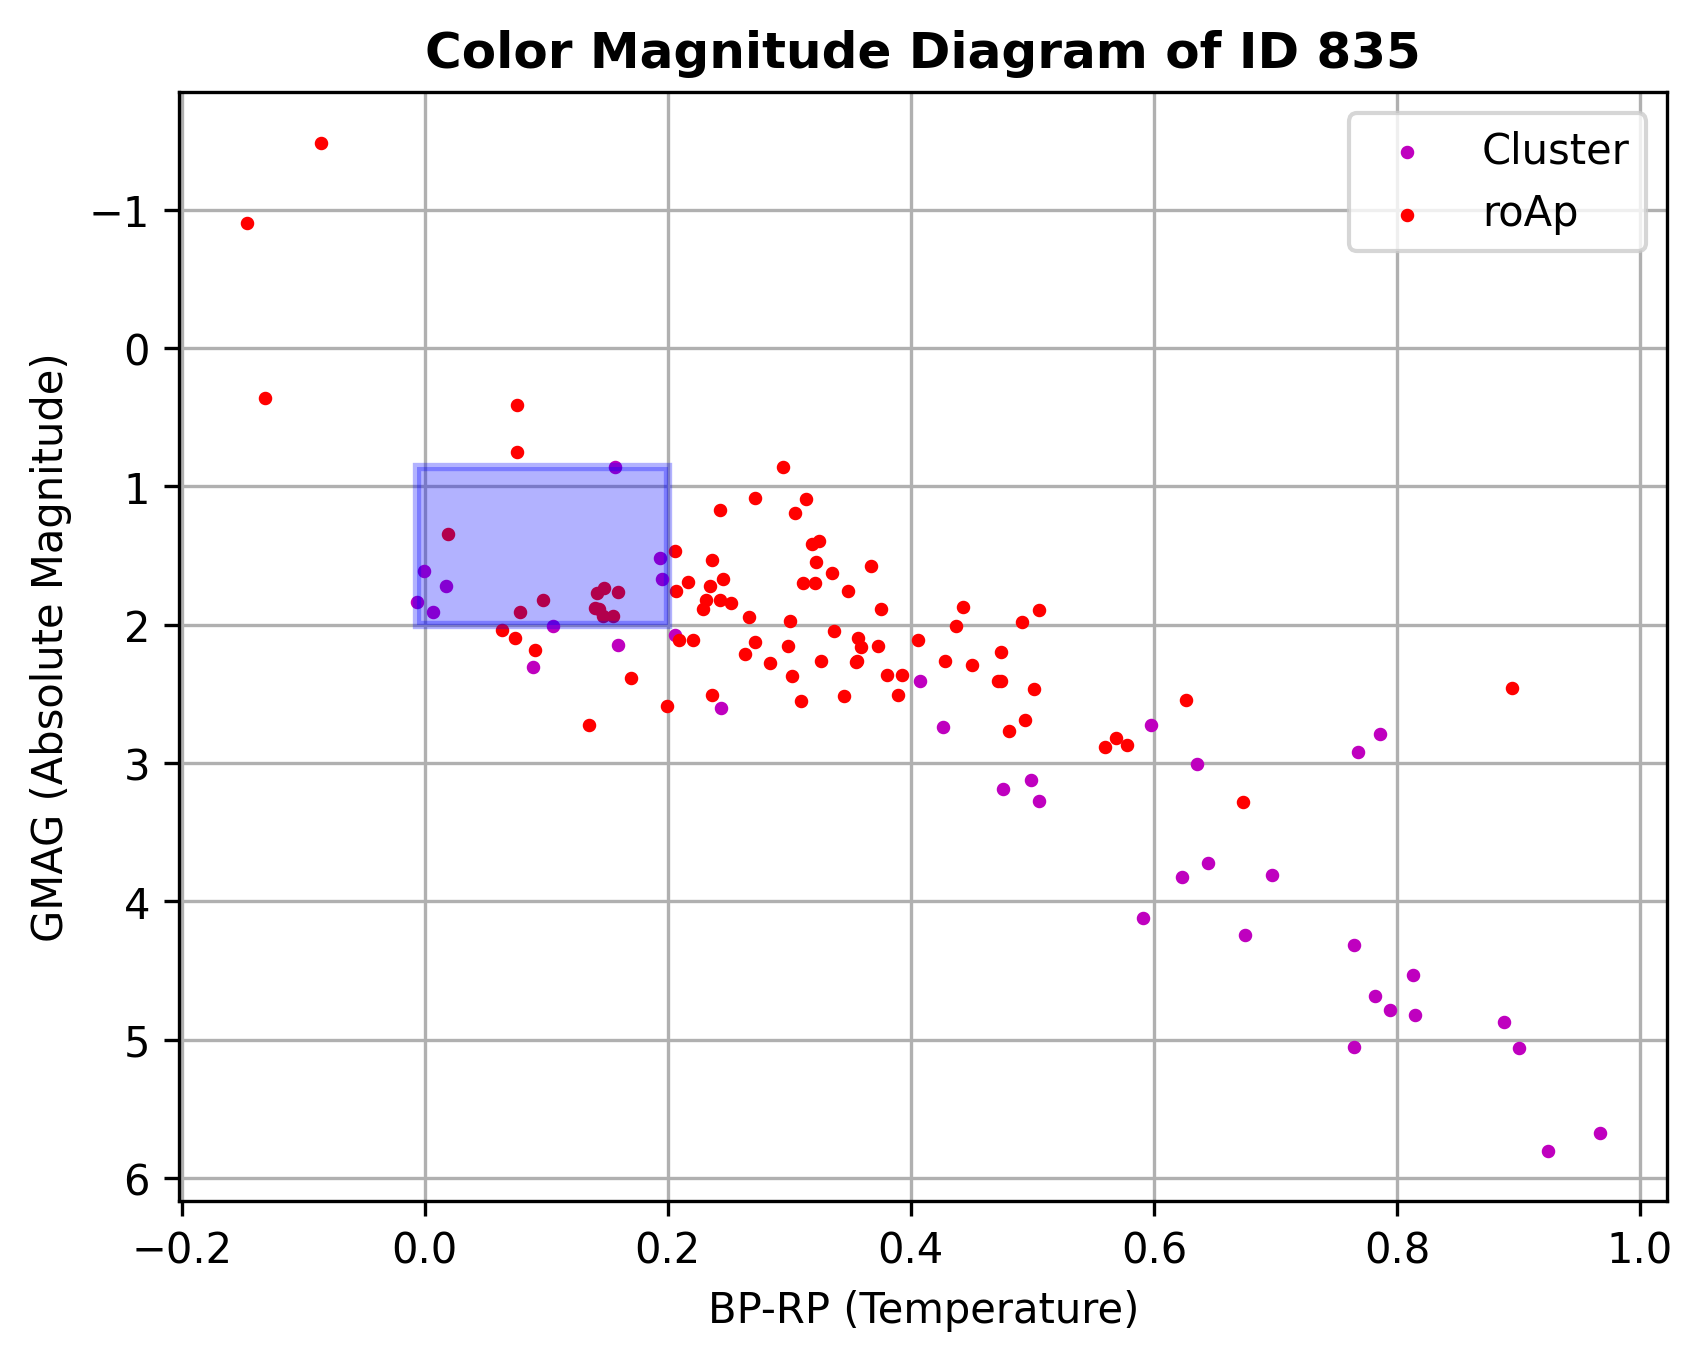 Color Magnitude Diagram of ID 835
Cluster
roAp
−1
0
1
2
3
4
5
6
GMAG (Absolute Magnitude)
−0.2 0.0 0.2 0.4 0.6 0.8 1.0
BP-RP (Temperature)